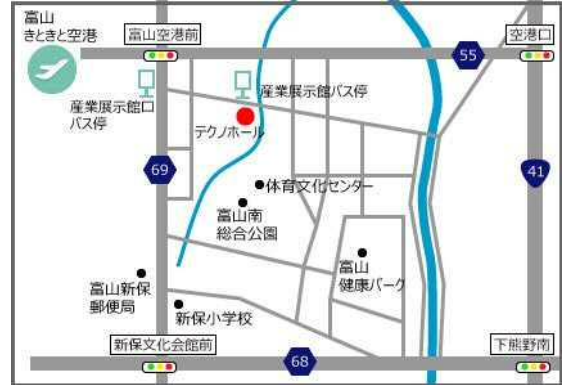 富山
きときと空港
富山空港前
空港口
55
産業展示館バス停
産業展示館口
バス停
テクノホール
69
41
体育文化センター
富山南
総合公園
富山
健康パーク
富山新保
郵便局
新保小学校
新保文化会館前
68
下熊野南